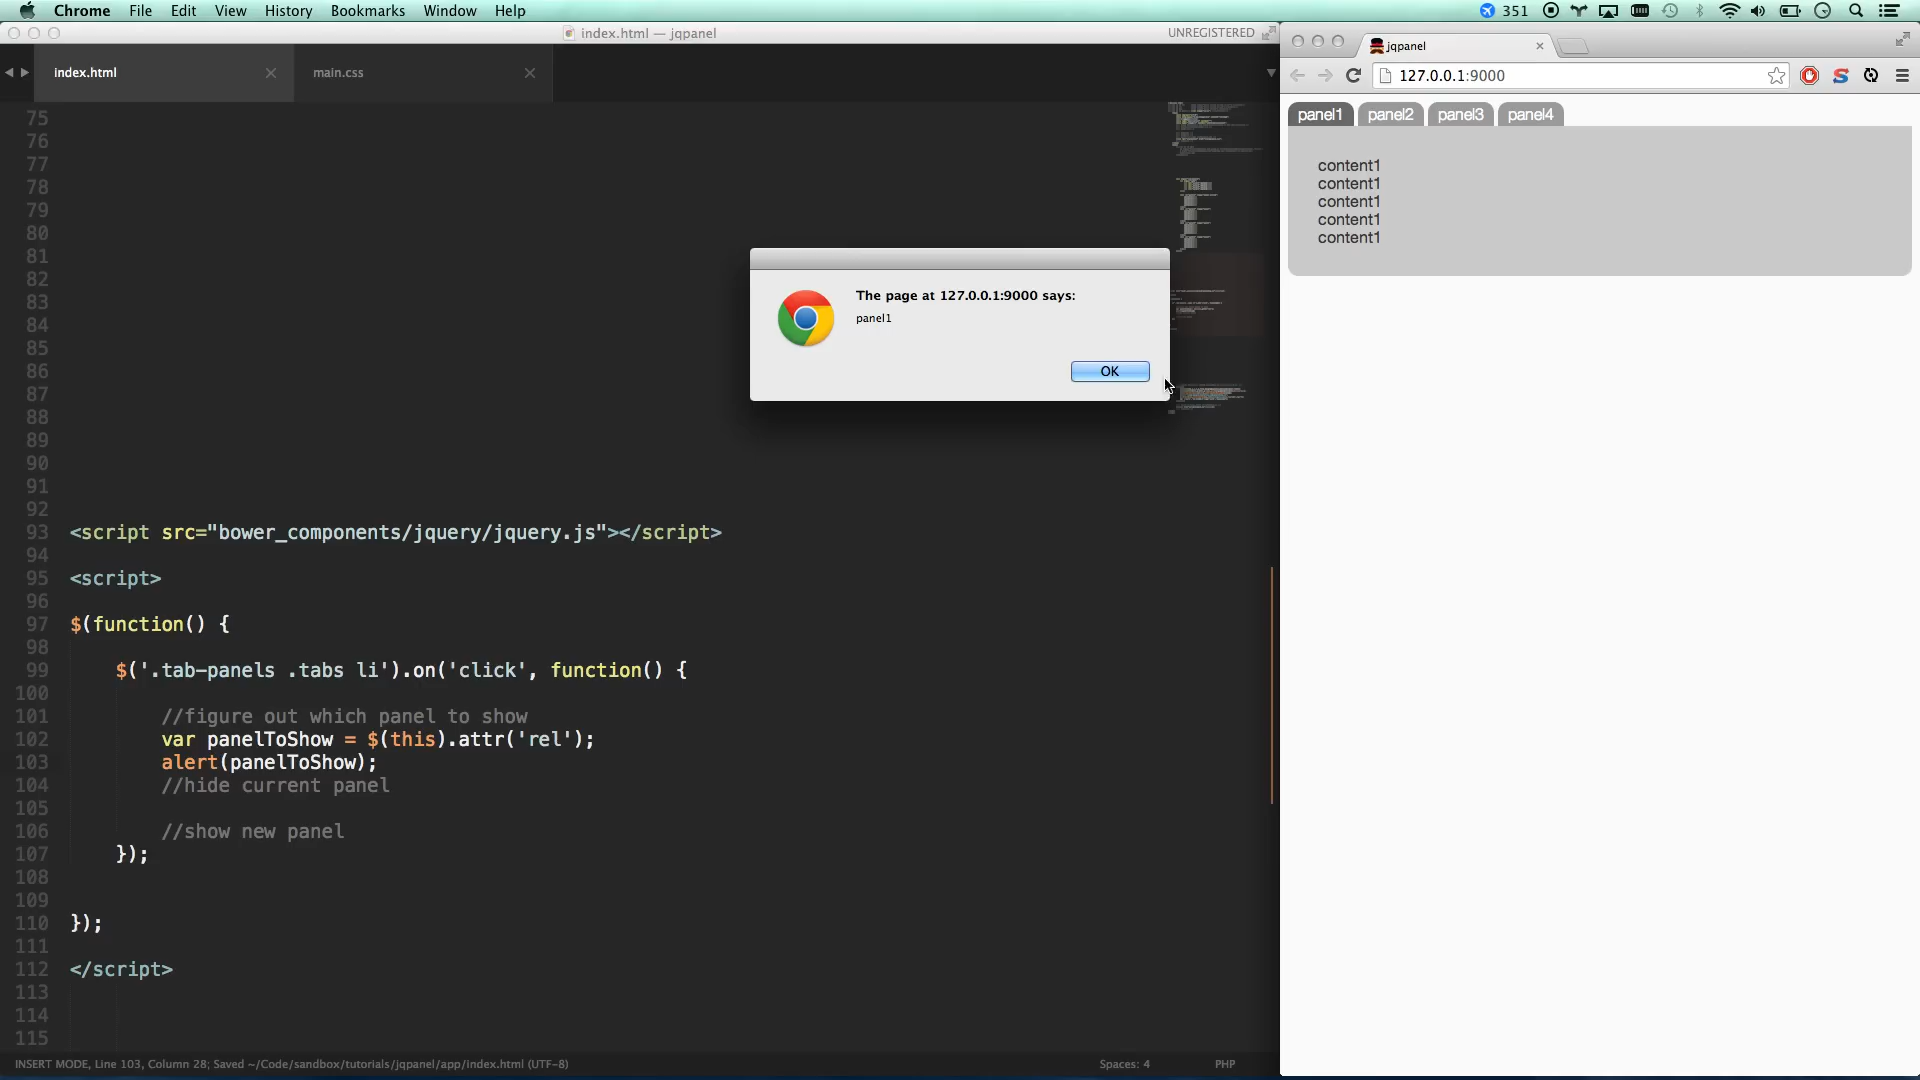 Chrome File Edit View History Bookmarks Window Help 351
index.html — jqpanel UNREGISTERED
index.html main.css
jqpanel
127.0.0.1:9000
panel1 panel2 panel3 panel4
content1
content1
content1
content1
content1
The page at 127.0.0.1:9000 says:
panel1
OK
75
76
77
78
79
80
81
82
83
84
85
86
87
88
89
90
91
92
93 <script src="bower_components/jquery/jquery.js"></script>
94
95 <script>
96
97 $(function() {
98
99 $('.tab-panels .tabs li').on('click', function() {
100
101 //figure out which panel to show
102 var panelToShow = $(this).attr('rel');
103 alert(panelToShow);
104 //hide current panel
105
106 //show new panel
107 });
108
109
110 });
111
112 </script>
113
114
115
INSERT MODE, Line 103, Column 28; Saved ~/Code/sandbox/tutorials/jqpanel/app/index.html (UTF-8) Spaces: 4 PHP